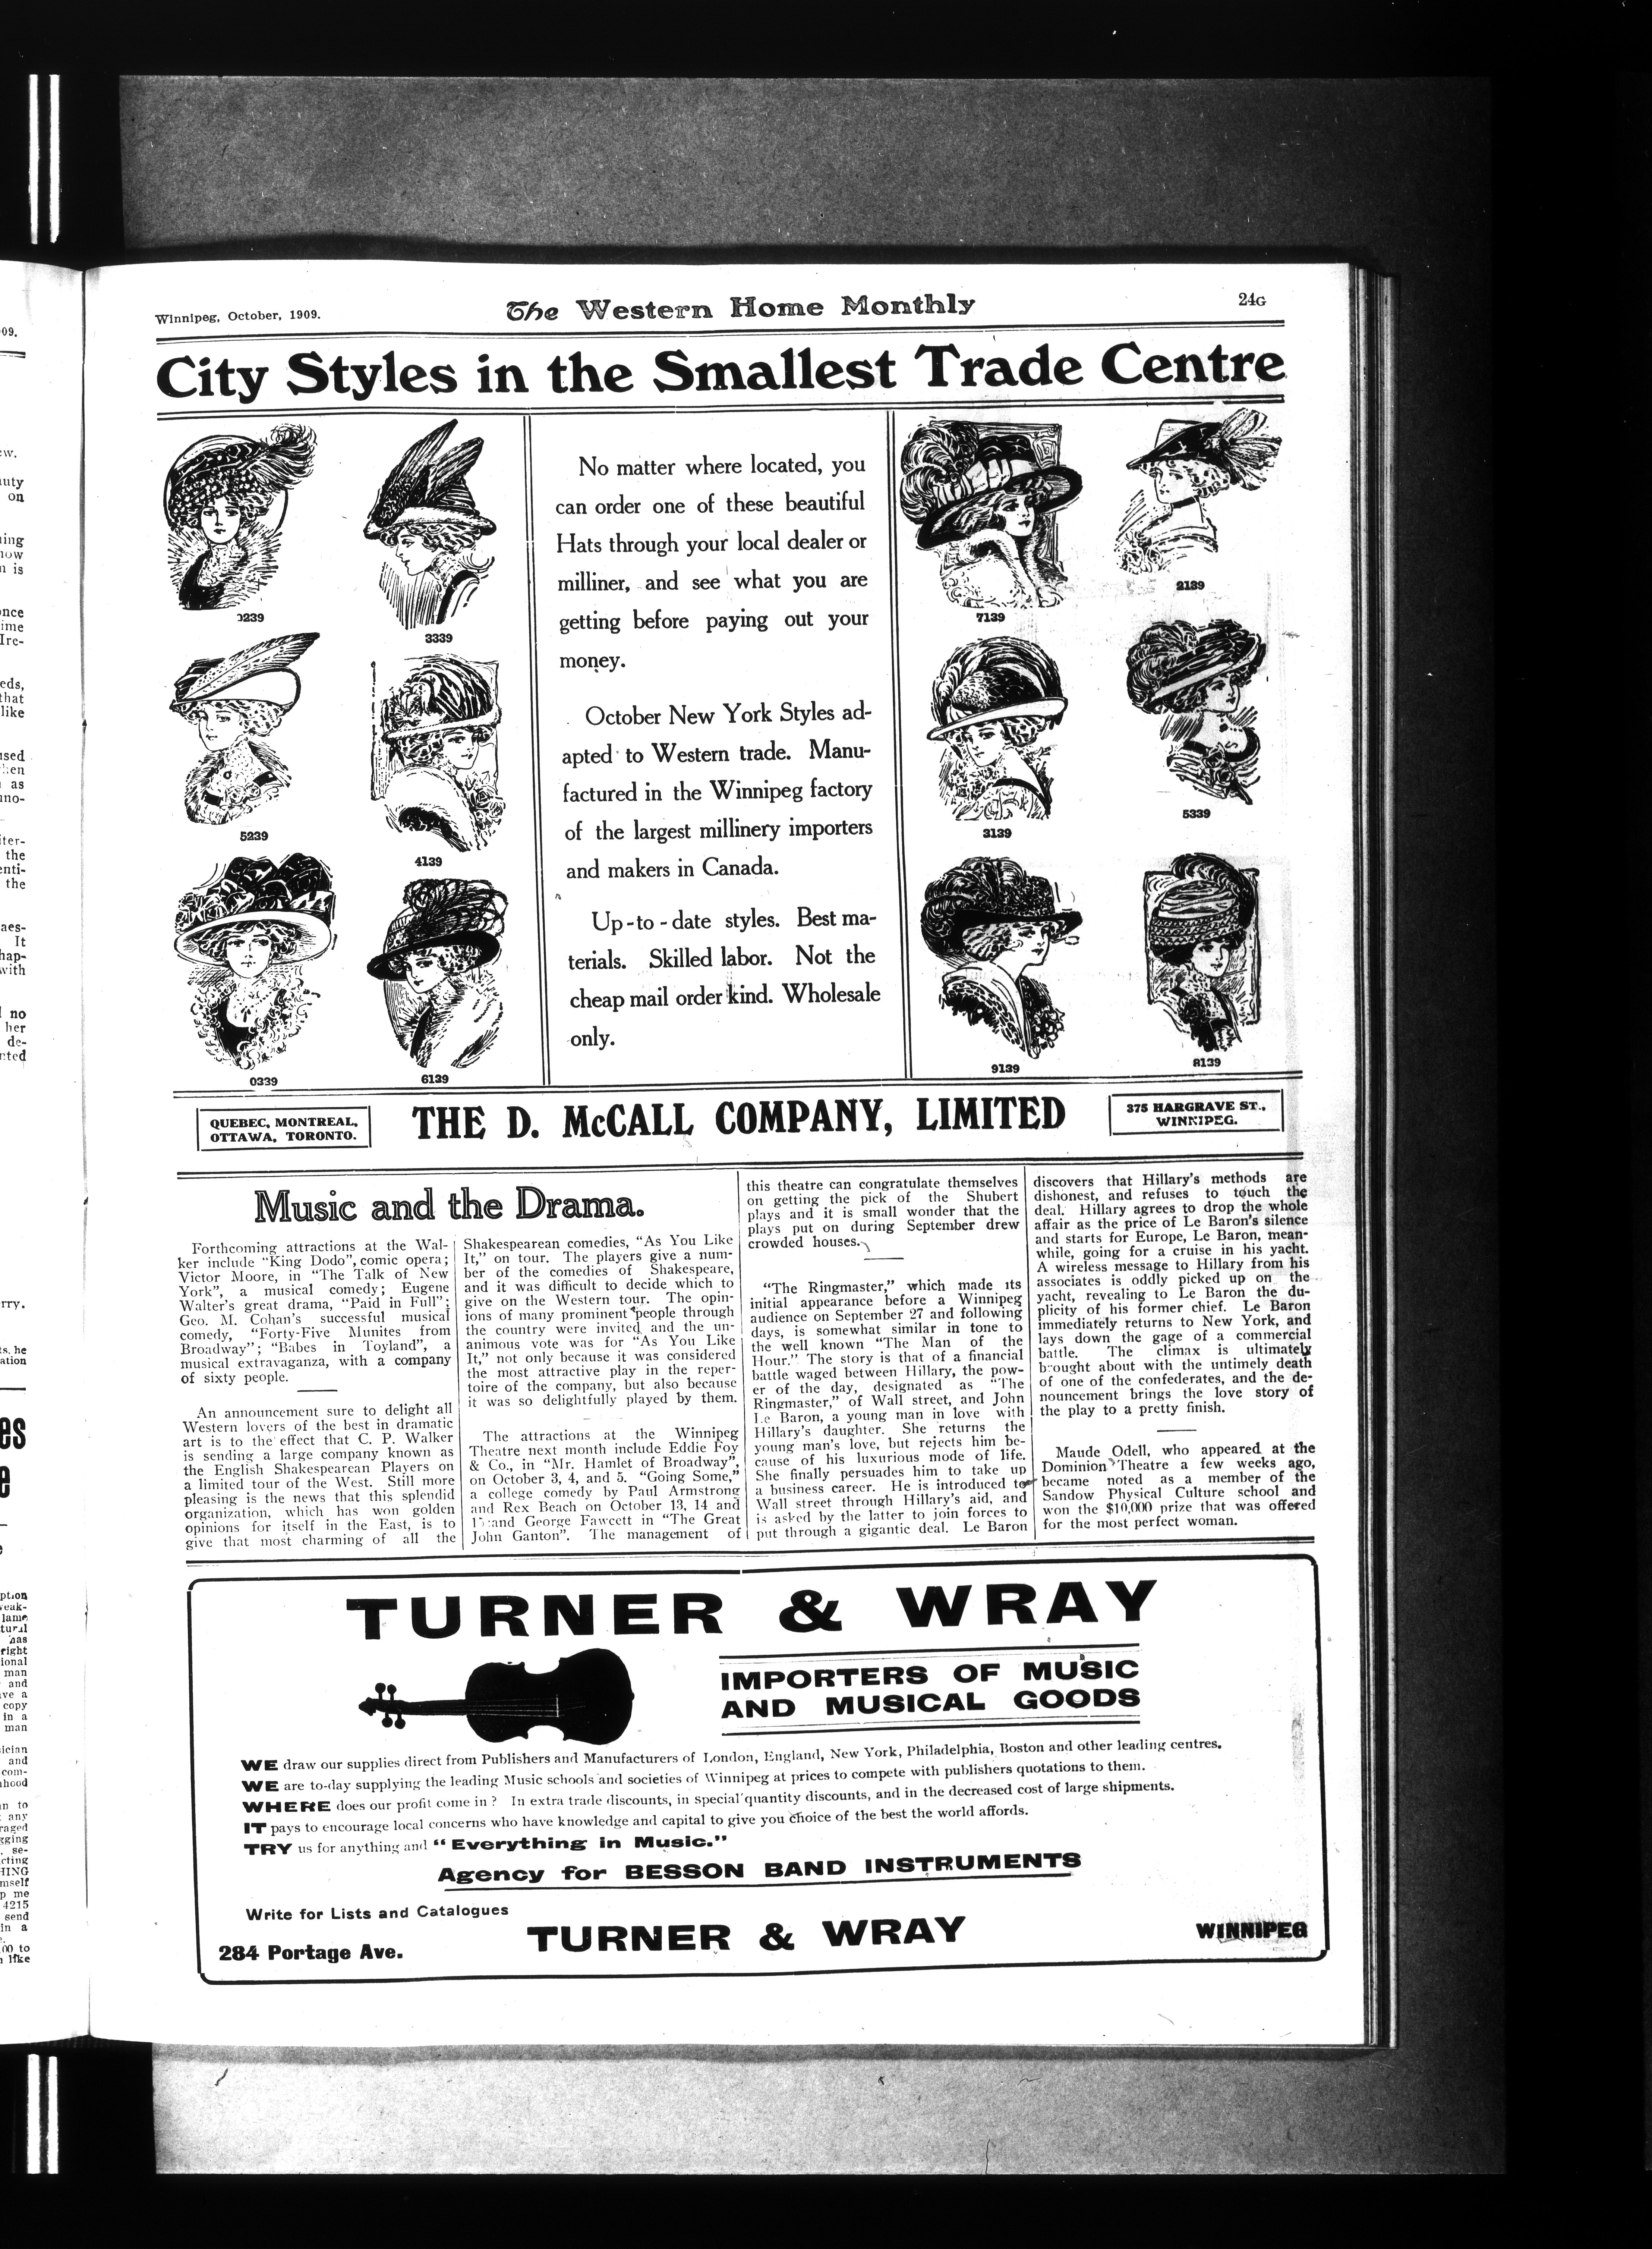 Winnipeg, October, 1909.
The Western Home Monthly
24G
City Styles in the Smallest Trade Centre
3339
5239
4139
0339
6139
No matter where located, you
can order one of these beautiful
Hats through your local dealer or
milliner, and see what you are
getting before paying out your
money.
October New York Styles ad-
apted to Western trade. Manu-
factured in the Winnipeg factory
of the largest millinery importers
and makers in Canada.
Up-to-date styles. Best ma-
terials. Skilled labor. Not the
cheap mail order kind. Wholesale
only.
7139
2139
3139
5339
9139
8139
QUEBEC, MONTREAL,
OTTAWA, TORONTO.
THE D. McCALL COMPANY, LIMITED
375 HARGRAVE ST.,
WINNIPEG.
Music and the Drama.
Forthcoming attractions at the Wal-
ker include "King Dodo", comic opera;
Victor Moore, in "The Talk of New
York", a musical comedy; Eugene
Walter's great drama, "Paid in Full";
Geo. M. Cohan's successful musical
comedy, "Forty-Five Munites from
Broadway"; "Babes in Toyland", a
musical extravaganza, with a company
of sixty people.
An announcement sure to delight all
Western lovers of the best in dramatic
art is to the effect that C. P. Walker
is sending a large company known as
the English Shakespearean Players on
a limited tour of the West. Still more
pleasing is the news that this splendid
organization, which has won golden
opinions for itself in the East, is to
give that most charming of all the
Shakespearean comedies, "As You Like
It," on tour. The players give a num-
ber of the comedies of Shakespeare,
and it was difficult to decide which to
give on the Western tour. The opin-
ions of many prominent people through
the country were invited and the un-
animous vote was for "As You Like
It," not only because it was considered
the most attractive play in the reper-
toire of the company, but also because
it was so delightfully played by them.
The attractions at the Winnipeg
Theatre next month include Eddie Foy
& Co., in "Mr. Hamlet of Broadway",
on October 3, 4, and 5. "Going Some,"
a college comedy by Paul Armstrong
and Rex Beach on October 13, 14 and
15 and George Fawcett in "The Great
John Ganton". The management of
this theatre can congratulate themselves
on getting the pick of the Shubert
plays and it is small wonder that the
plays put on during September drew
crowded houses.
"The Ringmaster," which made its
initial appearance before a Winnipeg
audience on September 27 and following
days, is somewhat similar in tone to
the well known "The Man of the
Hour." The story is that of a financial
battle waged between Hillary, the pow-
er of the day, designated as "The
Ringmaster," of Wall street, and John
Le Baron, a young man in love with
Hillary's daughter. She returns the
young man's love, but rejects him be-
cause of his luxurious mode of life.
She finally persuades him to take up
a business career. He is introduced to
Wall street through Hillary's aid, and
is asked by the latter to join forces to
put through a gigantic deal. Le Baron
discovers that Hillary's methods are
dishonest, and refuses to touch the
deal. Hillary agrees to drop the whole
affair as the price of Le Baron's silence
and starts for Europe, Le Baron, mean-
while, going for a cruise in his yacht.
A wireless message to Hillary from his
associates is oddly picked up on the
yacht, revealing to Le Baron the du-
plicity of his former chief. Le Baron
immediately returns to New York, and
lays down the gage of a commercial
battle. The climax is ultimately
brought about with the untimely death
of one of the confederates, and the de-
nouncement brings the love story of
the play to a pretty finish.
Maude Odell, who appeared at the
Dominion Theatre a few weeks ago,
became noted as a member of the
Sandow Physical Culture school and
won the $10,000 prize that was offered
for the most perfect woman.
TURNER & WRAY
IMPORTERS OF MUSIC
AND MUSICAL GOODS
WE draw our supplies direct from Publishers and Manufacturers of London, England, New York, Philadelphia, Boston and other leading centres.
WE are to-day supplying the leading Music schools and societies of Winnipeg at prices to compete with publishers quotations to them.
WHERE does our profit come in ? In extra trade discounts, in special quantity discounts, and in the decreased cost of large shipments.
IT pays to encourage local concerns who have knowledge and capital to give you choice of the best the world affords.
TRY us for anything and "Everything in Music."
Agency for BESSON BAND INSTRUMENTS
Write for Lists and Catalogues
284 Portage Ave.
TURNER & WRAY
WINNIPEG